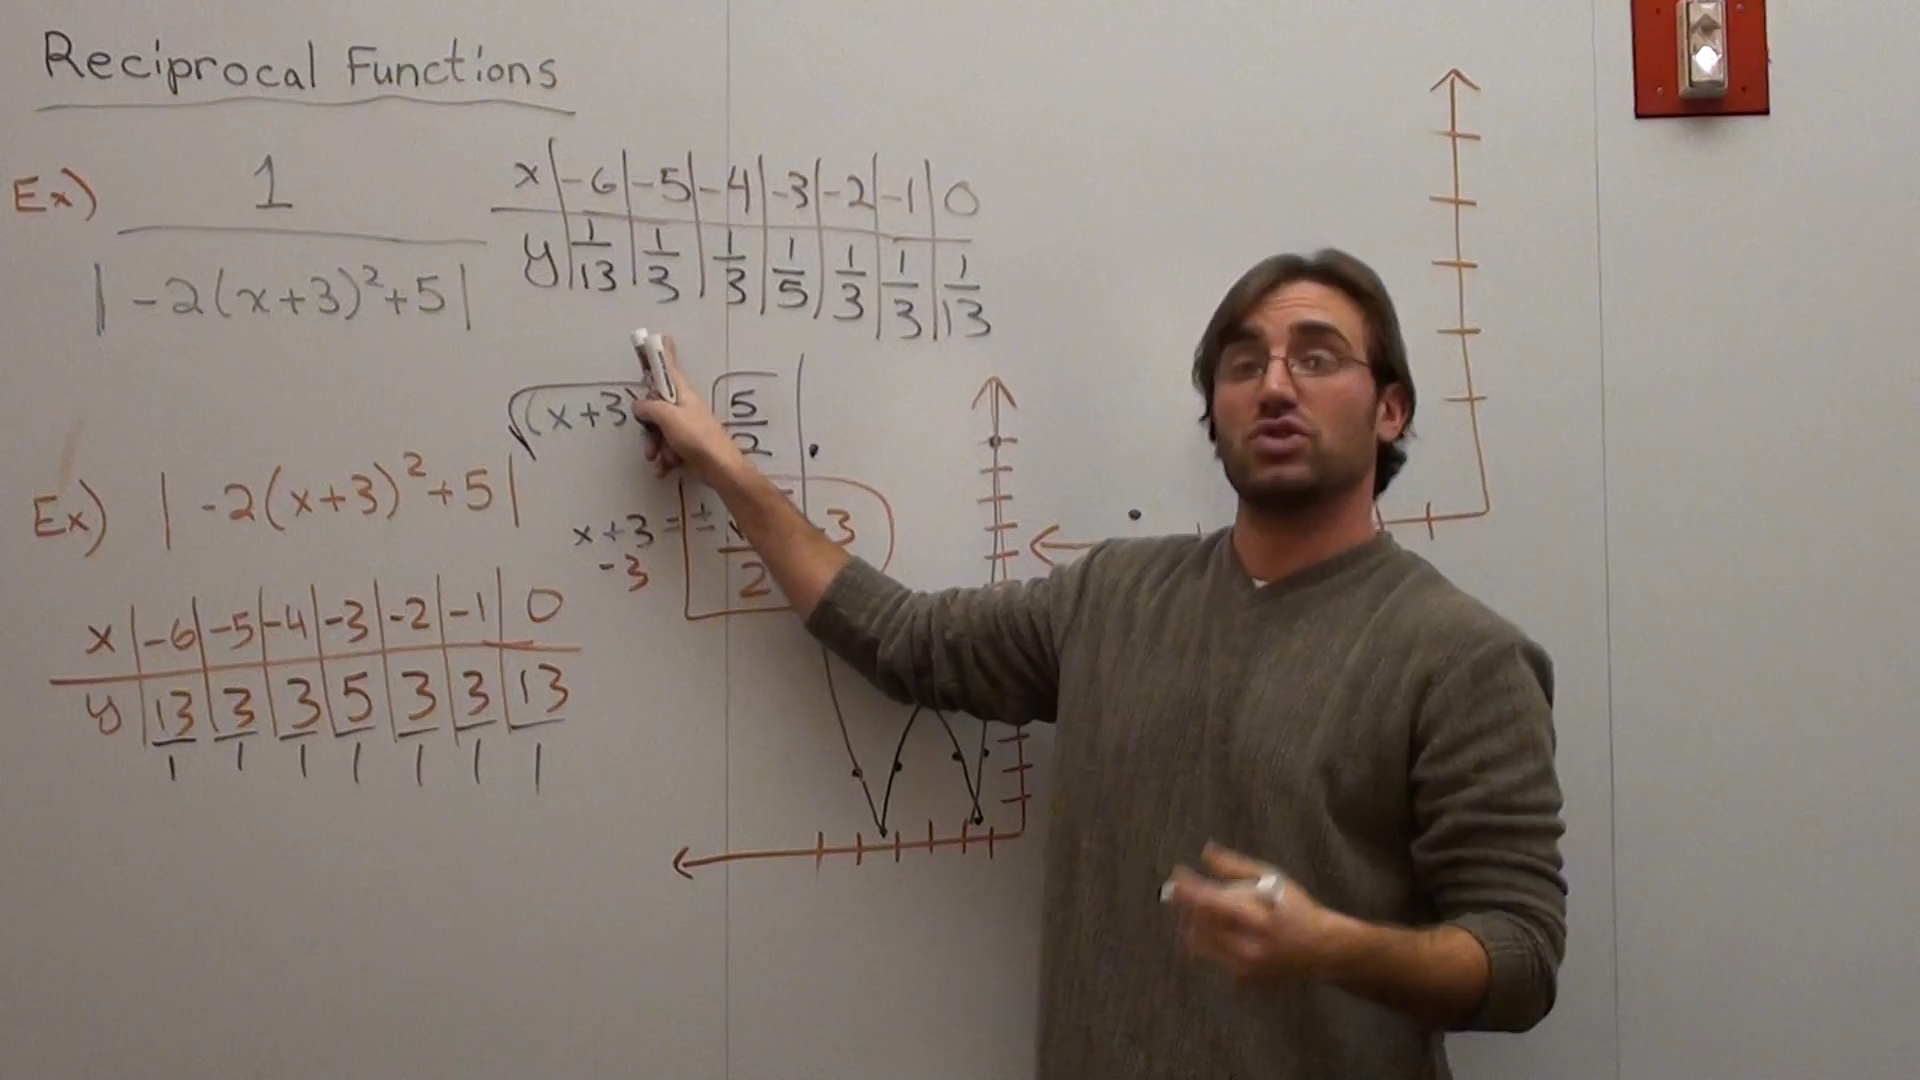 Reciprocal Functions
Ex) 1
|-2(x+3)²+5|
x | -6 | -5 | -4 | -3 | -2 | -1 | 0
y | 1/13 | 1/3 | 1/3 | 1/5 | 1/3 | 1/3 | 1/13
√(x+3) √5/2
x+3 = ±
-3
2
-3
Ex) |-2(x+3)²+5|
x | -6 | -5 | -4 | -3 | -2 | -1 | 0
y | 13 | 3 | 3 | 5 | 3 | 3 | 13
1 1 1 1 1 1 1